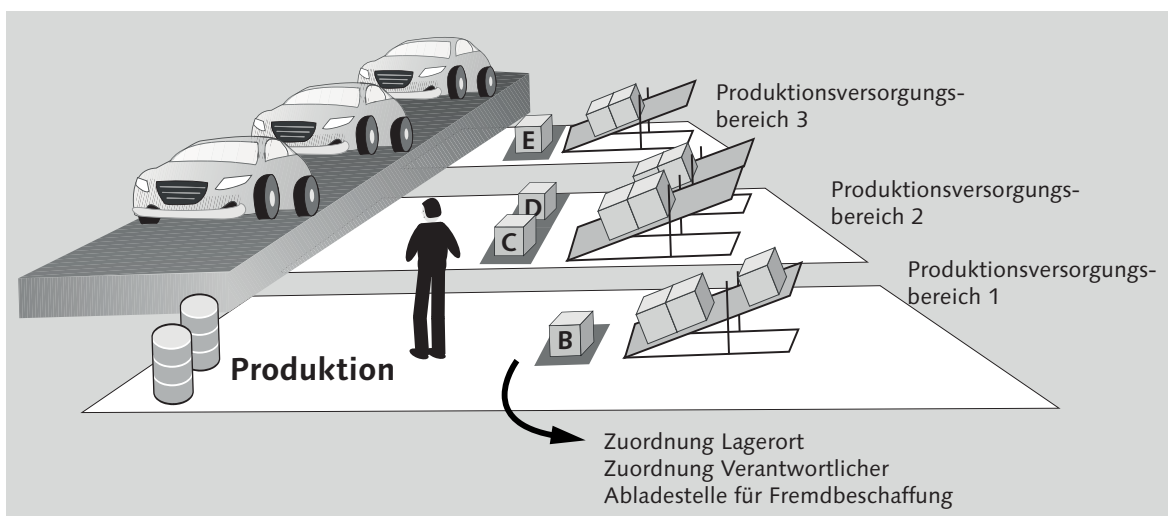 Produktionsversorgungs-
bereich 3
E
Produktionsversorgungs-
bereich 2
D
C
Produktionsversorgungs-
bereich 1
B
Produktion
Zuordnung Lagerort
Zuordnung Verantwortlicher
Abladestelle für Fremdbeschaffung